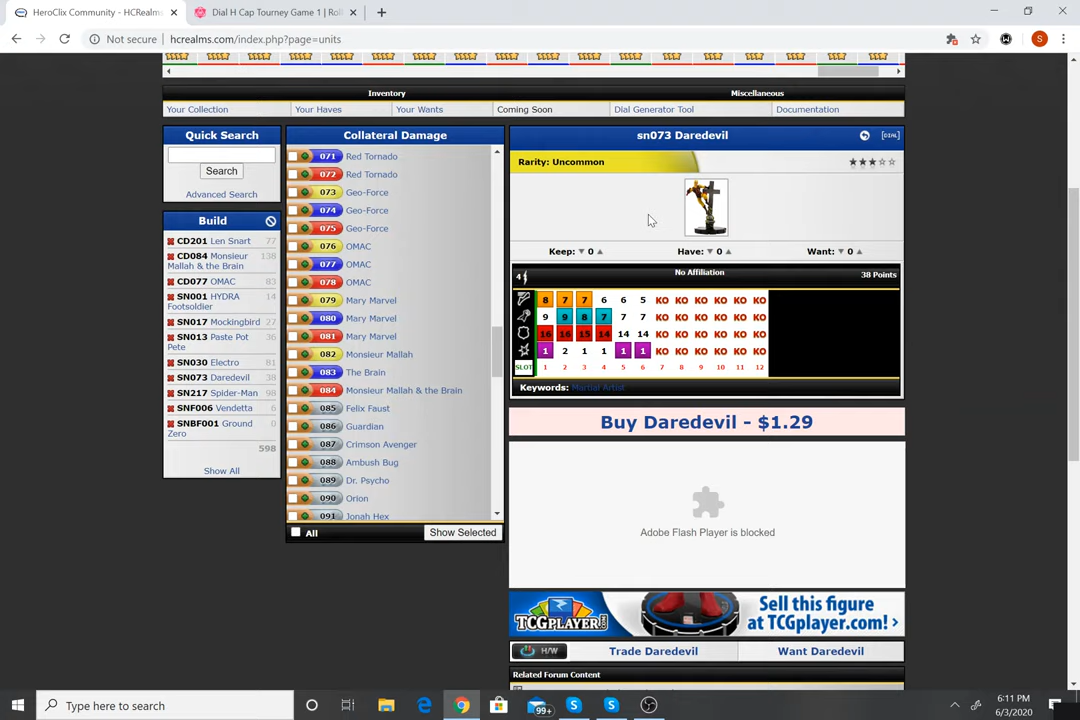 HeroClix Community - HCRealms
Dial H Cap Tourney Game 1 | Roll
Not secure | hcrealms.com/index.php?page=units
S
Inventory
Miscellaneous
Your Collection
Your Haves
Your Wants
Coming Soon
Dial Generator Tool
Documentation
Quick Search
Search
Advanced Search
Build
CD201 Len Snart 77
CD084 Monsieur Mallah & the Brain 138
CD077 OMAC 83
SN001 HYDRA Footsoldier 14
SN017 Mockingbird 27
SN013 Paste Pot Pete 36
SN030 Electro 81
SN073 Daredevil 38
SN217 Spider-Man 98
SNF006 Vendetta 6
SNBF001 Ground Zero 0
598
Show All
Collateral Damage
071 Red Tornado
072 Red Tornado
073 Geo-Force
074 Geo-Force
075 Geo-Force
076 OMAC
077 OMAC
078 OMAC
079 Mary Marvel
080 Mary Marvel
081 Mary Marvel
082 Monsieur Mallah
083 The Brain
084 Monsieur Mallah & the Brain
085 Felix Faust
086 Guardian
087 Crimson Avenger
088 Ambush Bug
089 Dr. Psycho
090 Orion
091 Jonah Hex
All
Show Selected
sn073 Daredevil
[DIAL]
Rarity: Uncommon
Keep: 0
Have: 0
Want: 0
4
No Affiliation
38 Points
8 7 7 6 6 5 KO KO KO KO KO KO
9 9 8 7 7 7 KO KO KO KO KO KO
16 16 15 14 14 14 KO KO KO KO KO KO
1 2 1 1 1 1 KO KO KO KO KO KO
SLOT 1 2 3 4 5 6 7 8 9 10 11 12
Keywords: Martial Artist
Buy Daredevil - $1.29
Adobe Flash Player is blocked
TCGPLAYER.COM
Sell this figure
at TCGplayer.com!
H/W
Trade Daredevil
Want Daredevil
Related Forum Content
Type here to search
99+
6:11 PM
6/3/2020